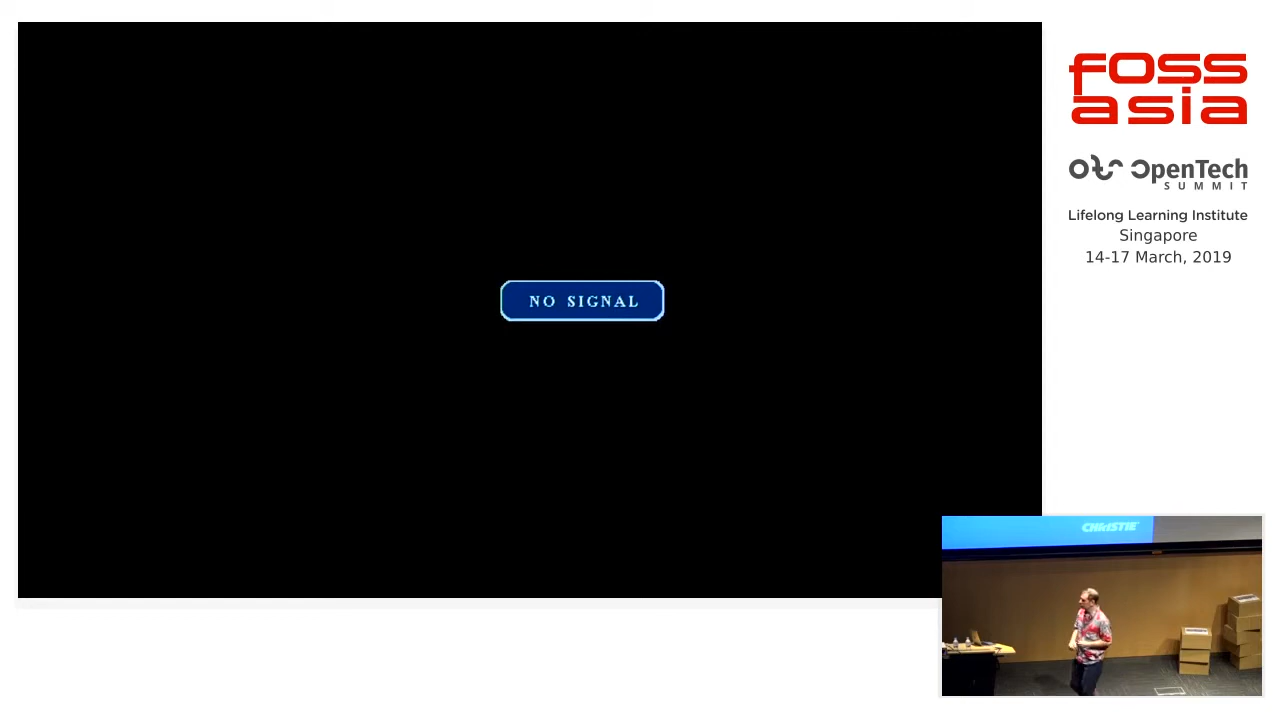 NO SIGNAL
foss
asia
OpenTech
SUMMIT
Lifelong Learning Institute
Singapore
14-17 March, 2019
CHRISTIE